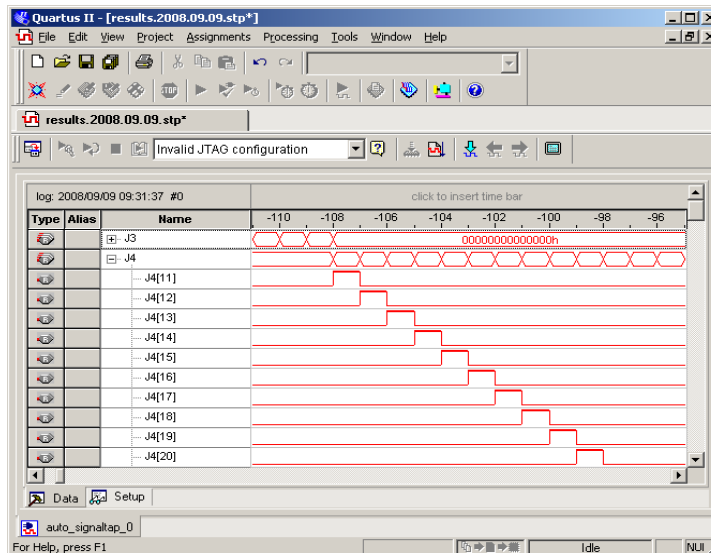 Quartus II - [results.2008.09.09.stp*]
File Edit View Project Assignments Processing Tools Window Help
STOP
results.2008.09.09.stp*
Invalid JTAG configuration
log: 2008/09/09 09:31:37 #0 click to insert time bar
Type Alias Name -110 -108 -106 -104 -102 -100 -98 -96
J3 00000000000000h
J4
J4[11]
J4[12]
J4[13]
J4[14]
J4[15]
J4[16]
J4[17]
J4[18]
J4[19]
J4[20]
Data Setup
auto_signaltap_0
For Help, press F1 Idle NUI